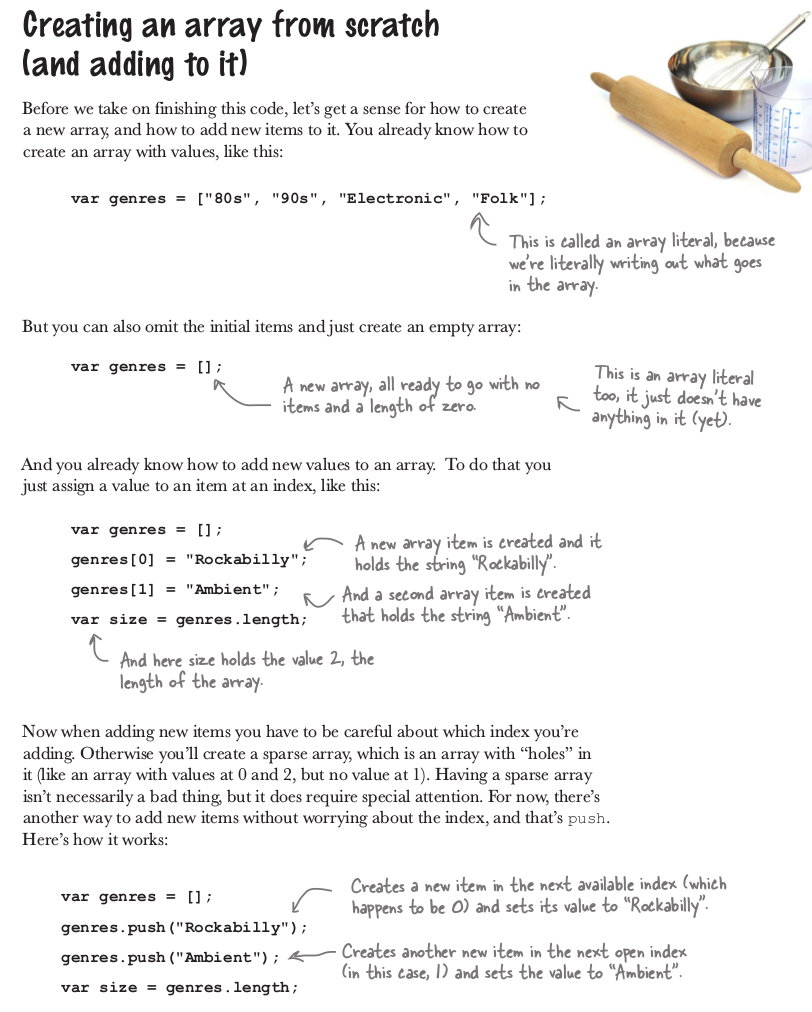 Creating an array from scratch
(and adding to it)
Before we take on finishing this code, let's get a sense for how to create
a new array, and how to add new items to it. You already know how to
create an array with values, like this:
var genres = ["80s", "90s", "Electronic", "Folk"];
This is called an array literal, because
we're literally writing out what goes
in the array.
But you can also omit the initial items and just create an empty array:
var genres = [];
A new array, all ready to go with no
items and a length of zero.
This is an array literal
too, it just doesn't have
anything in it (yet).
And you already know how to add new values to an array.  To do that you
just assign a value to an item at an index, like this:
var genres = [];
genres[0] = "Rockabilly";
A new array item is created and it
holds the string "Rockabilly".
genres[1] = "Ambient";
And a second array item is created
that holds the string "Ambient".
var size = genres.length;
And here size holds the value 2, the
length of the array.
Now when adding new items you have to be careful about which index you're
adding. Otherwise you'll create a sparse array, which is an array with “holes” in
it (like an array with values at 0 and 2, but no value at 1). Having a sparse array
isn't necessarily a bad thing, but it does require special attention. For now, there's
another way to add new items without worrying about the index, and that's push.
Here's how it works:
var genres = [];
genres.push("Rockabilly");
Creates a new item in the next available index (which
happens to be 0) and sets its value to "Rockabilly".
genres.push("Ambient");
Creates another new item in the next open index
(in this case, 1) and sets the value to "Ambient".
var size = genres.length;